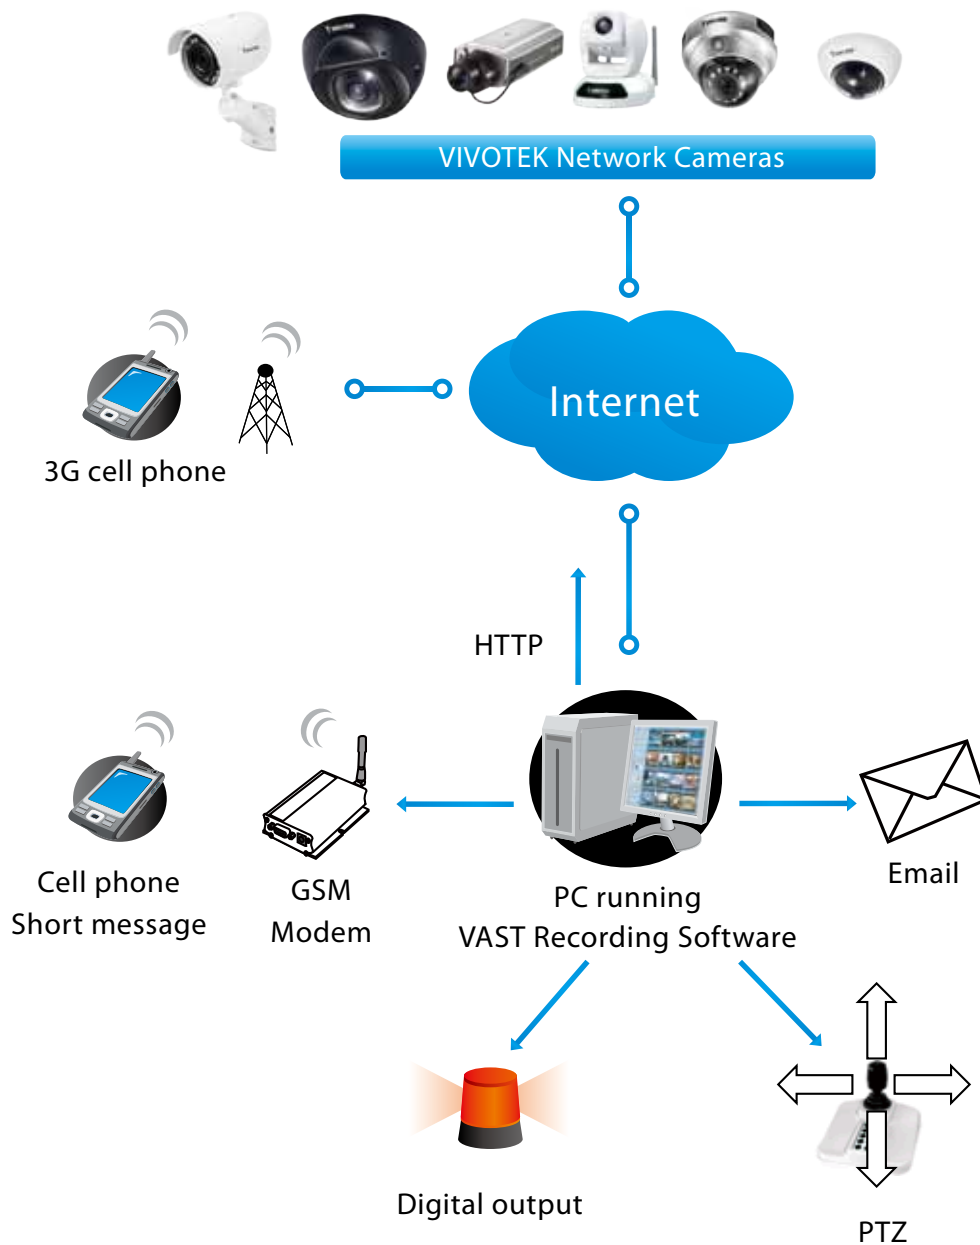 VIVOTEK Network Cameras
Internet
3G cell phone
HTTP
Cell phone
Short message
GSM
Modem
PC running
VAST Recording Software
Email
Digital output
PTZ